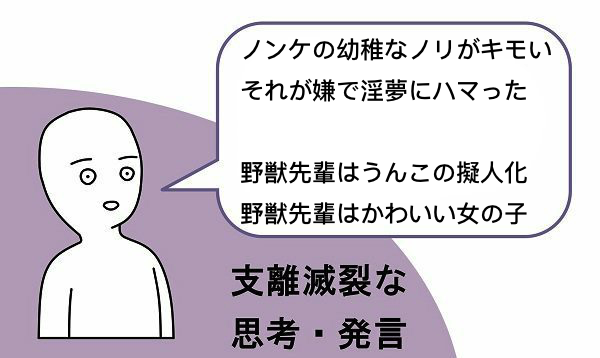 ノンケの幼稚なノリがキモい
それが嫌で淫夢にハマった
野獣先輩はうんこの擬人化
野獣先輩はかわいい女の子
支離滅裂な
思考・発言